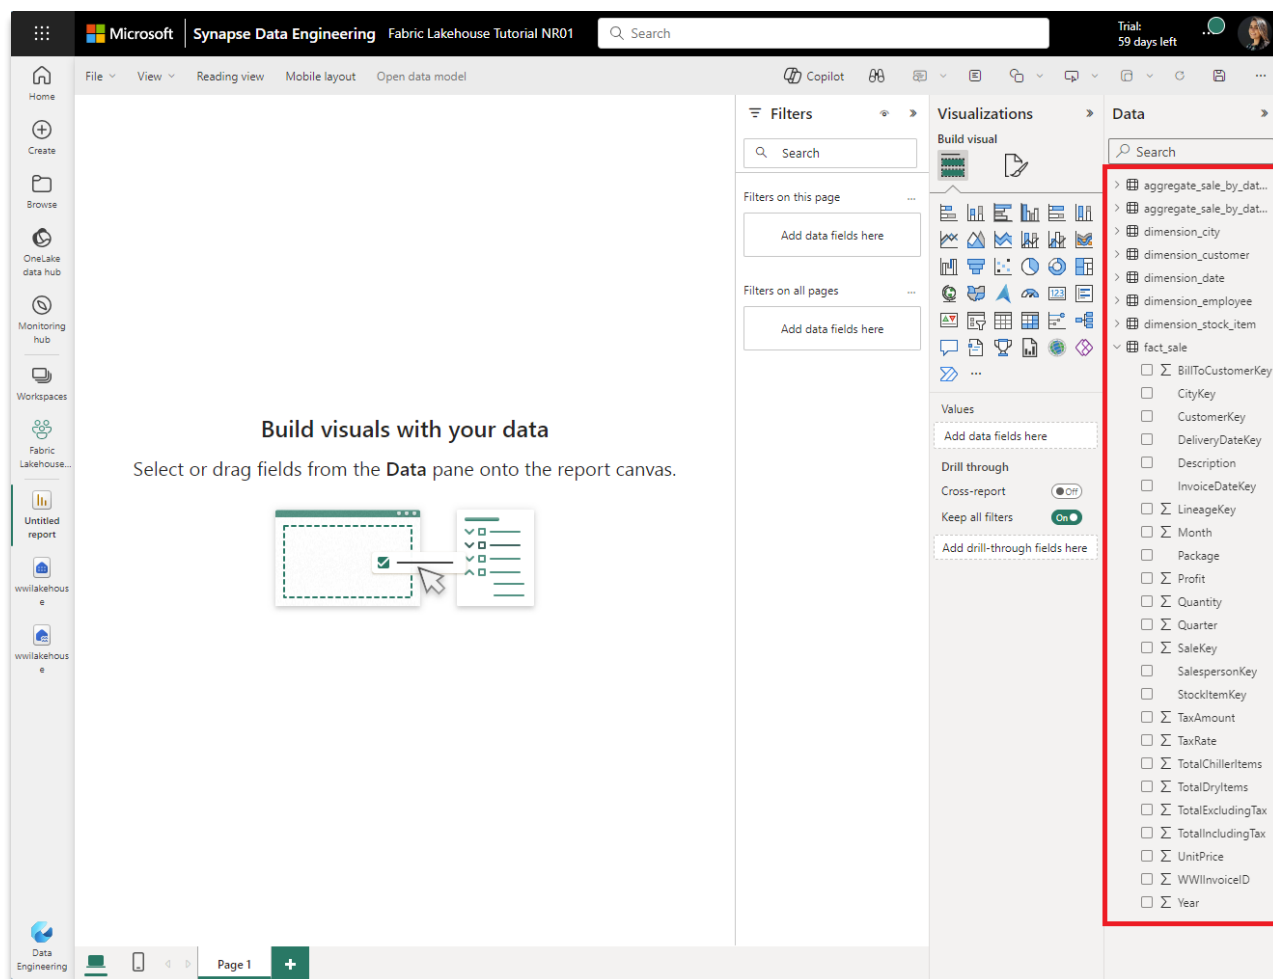 Microsoft Synapse Data Engineering Fabric Lakehouse Tutorial NR01 Search Trial:
59 days left
Home
Create
Browse
OneLake
data hub
Monitoring
hub
Workspaces
Fabric
Lakehouse...
Untitled
report
wwilakehous
e
wwilakehous
e
Data
Engineering
File View Reading view Mobile layout Open data model Copilot
Build visuals with your data
Select or drag fields from the Data pane onto the report canvas.
Page 1
Filters
Search
Filters on this page
Add data fields here
Filters on all pages
Add data fields here
Visualizations
Build visual
123
Values
Add data fields here
Drill through
Cross-report Off
Keep all filters On
Add drill-through fields here
Data
Search
aggregate_sale_by_dat...
aggregate_sale_by_dat...
dimension_city
dimension_customer
dimension_date
dimension_employee
dimension_stock_item
fact_sale
BillToCustomerKey
CityKey
CustomerKey
DeliveryDateKey
Description
InvoiceDateKey
LineageKey
Month
Package
Profit
Quantity
Quarter
SaleKey
SalespersonKey
StockItemKey
TaxAmount
TaxRate
TotalChillerItems
TotalDryItems
TotalExcludingTax
TotalIncludingTax
UnitPrice
WWIInvoiceID
Year